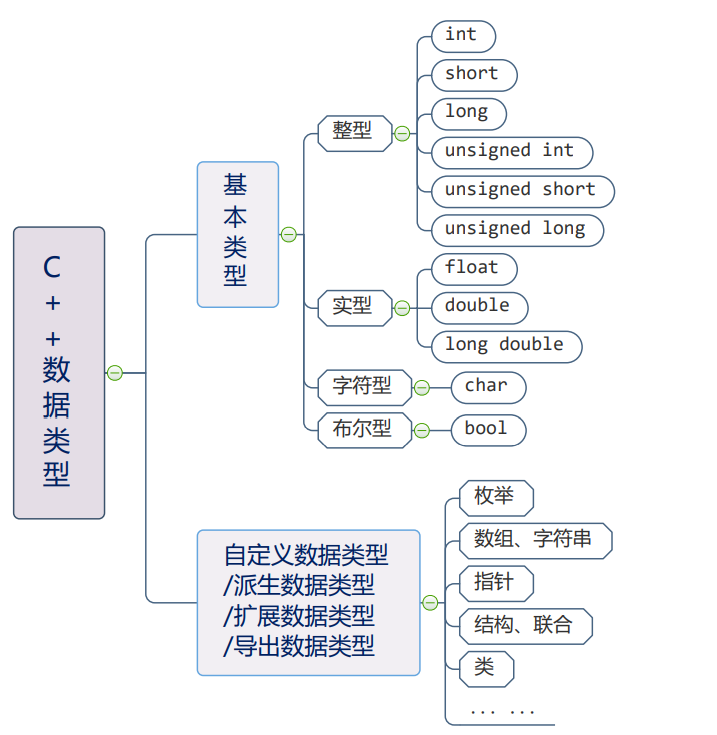 C++数据类型
基本类型
整型
int
short
long
unsigned int
unsigned short
unsigned long
实型
float
double
long double
字符型
char
布尔型
bool
自定义数据类型
/派生数据类型
/扩展数据类型
/导出数据类型
枚举
数组、字符串
指针
结构、联合
类
... ...